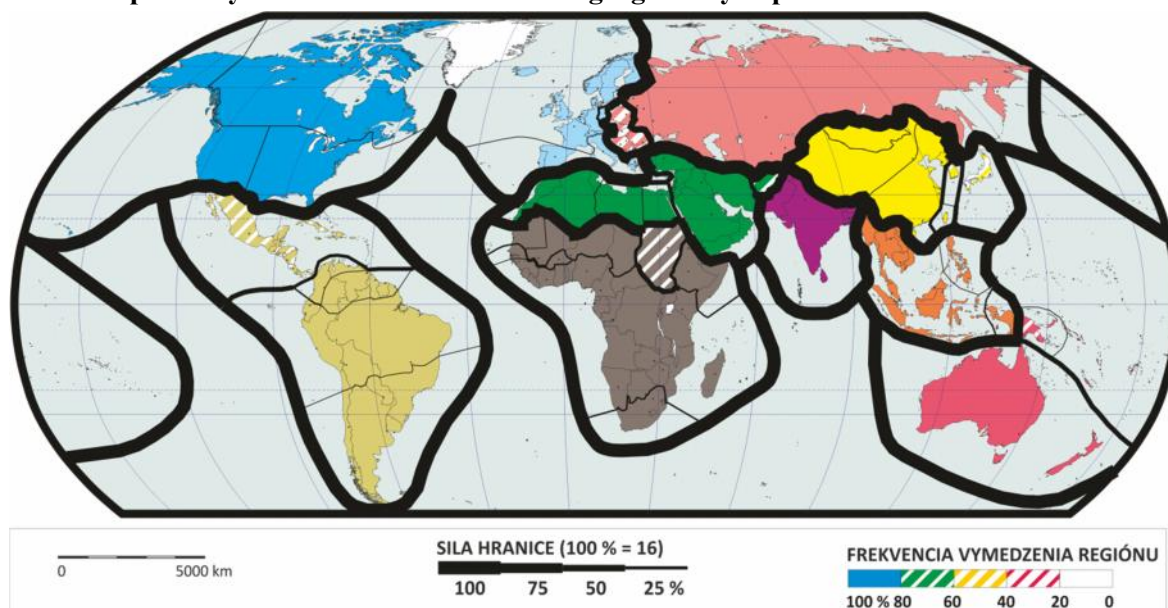 SILA HRANICE (100 % = 16)
FREKVENCIA VYMEDZENIA REGIÓNU
0 5000 km
100 75 50 25 %
100 % 80 60 40 20 0